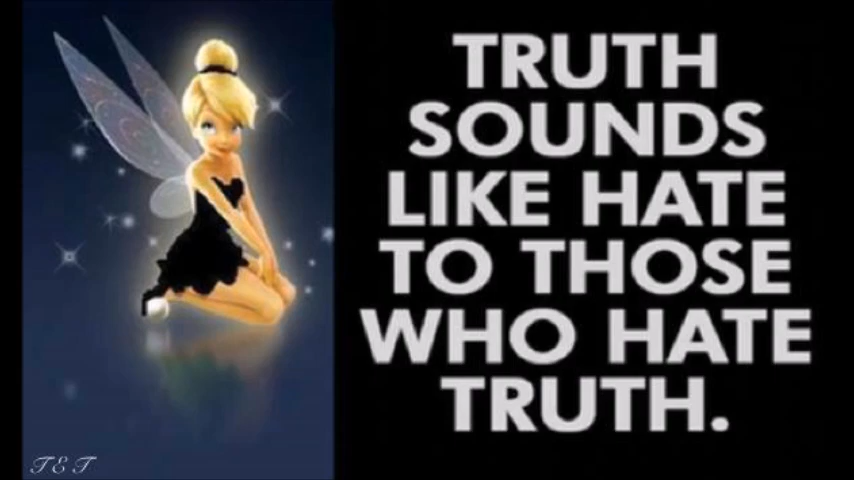 TRUTH
SOUNDS
LIKE HATE
TO THOSE
WHO HATE
TRUTH.
T&T